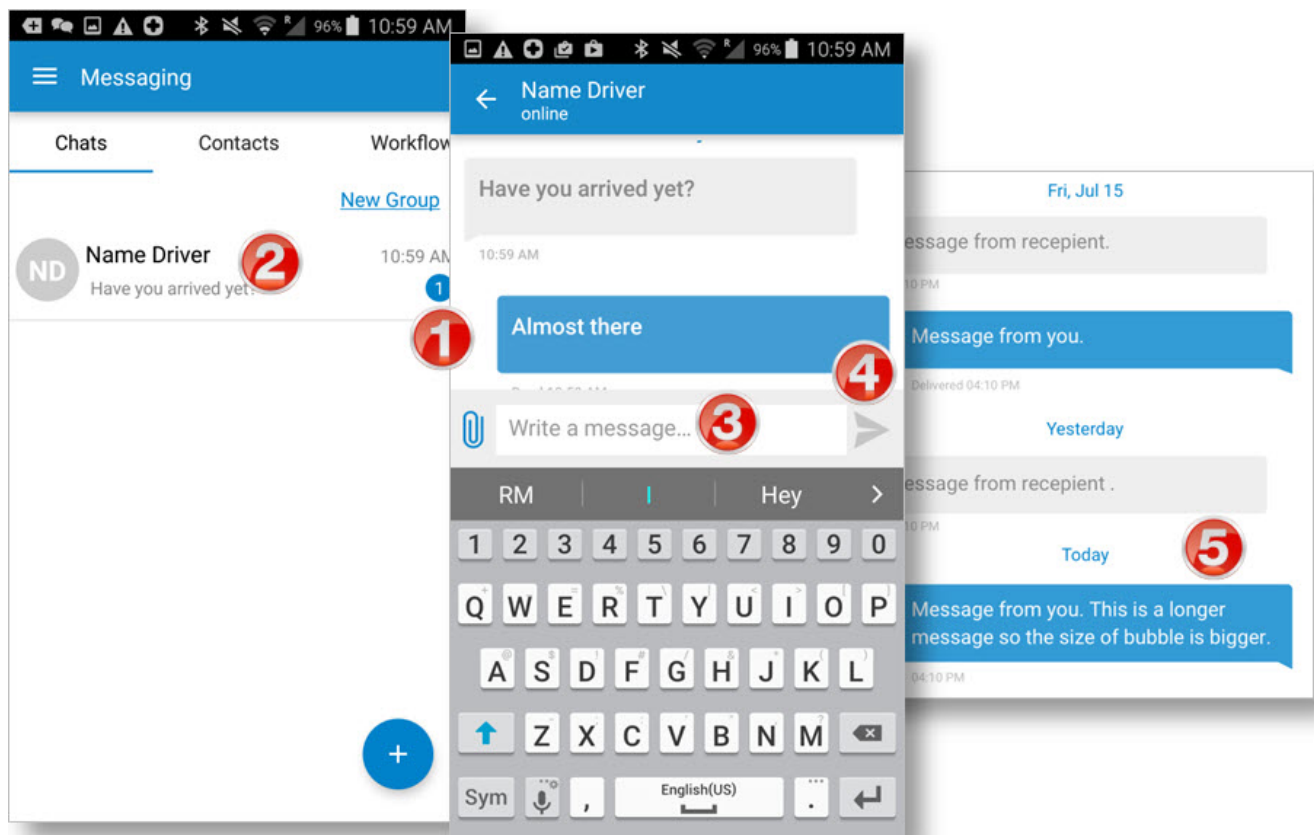 96% 10:59 AM
Messaging
Chats Contacts Workflow
New Group
ND
Name Driver
10:59 AM
Have you arrived yet?
1
2
1
96% 10:59 AM
Name Driver
online
Have you arrived yet?
10:59 AM
Almost there
4
Write a message...
3
RM I Hey
1 2 3 4 5 6 7 8 9 0
Q W E R T Y U I O P
A S D F G H J K L
Z X C V B N M
Sym , English(US) .
Fri, Jul 15
essage from recepient.
10 PM
Message from you.
Delivered 04:10 PM
Yesterday
essage from recepient .
10 PM
Today
5
Message from you. This is a longer
message so the size of bubble is bigger.
04:10 PM